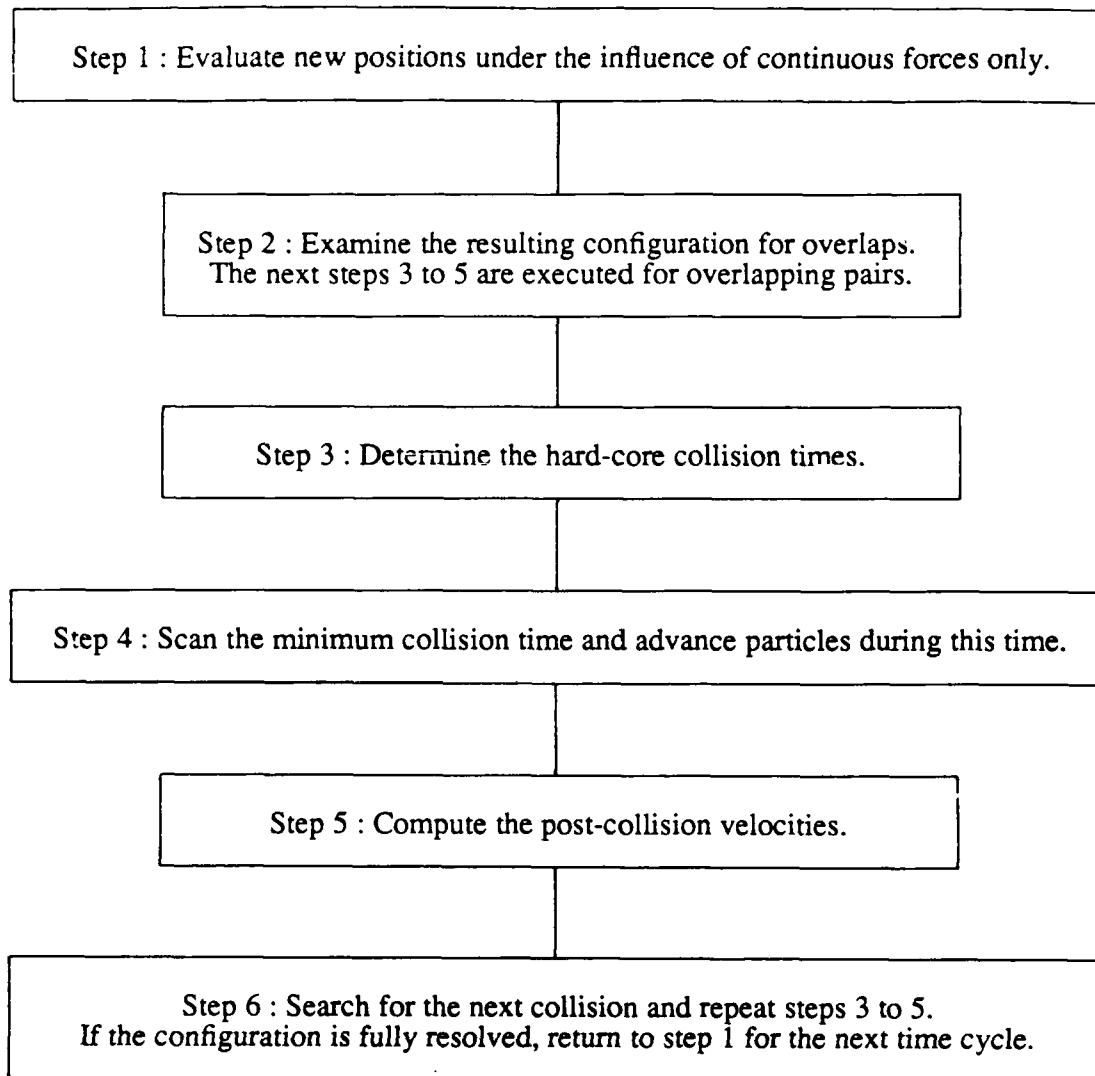 Step 1 : Evaluate new positions under the influence of continuous forces only.
Step 2 : Examine the resulting configuration for overlaps.
The next steps 3 to 5 are executed for overlapping pairs.
Step 3 : Determine the hard-core collision times.
Step 4 : Scan the minimum collision time and advance particles during this time.
Step 5 : Compute the post-collision velocities.
Step 6 : Search for the next collision and repeat steps 3 to 5.
If the configuration is fully resolved, return to step 1 for the next time cycle.